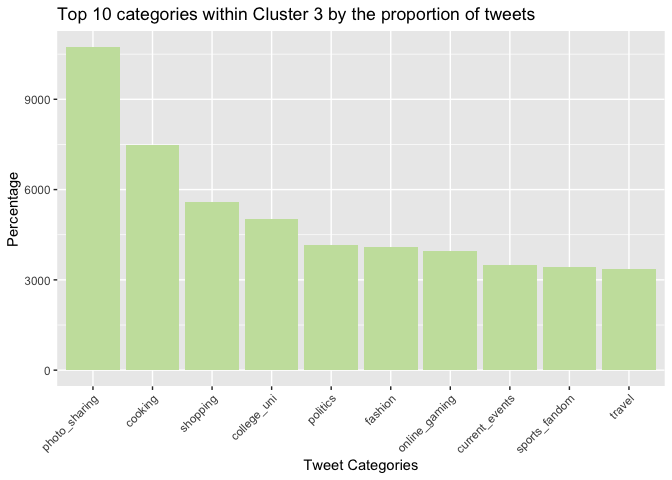 Top 10 categories within Cluster 3 by the proportion of tweets
Percentage
9000
6000
3000
0
photo_sharing
cooking
shopping
college_uni
politics
fashion
online_gaming
current_events
sports_fandom
travel
Tweet Categories